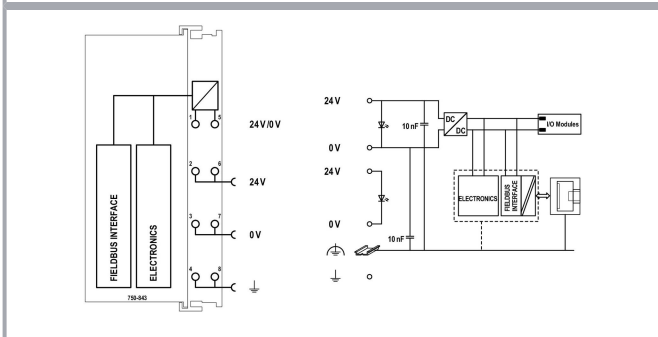 FIELDBUS INTERFACE
ELECTRONICS
750-843
1 5
24 V / 0 V
2 6
24 V
3 7
0 V
4 8
24 V
10 nF
0 V
24 V
0 V
10 nF
DC
DC
I/O Modules
ELECTRONICS
FIELDBUS
INTERFACE